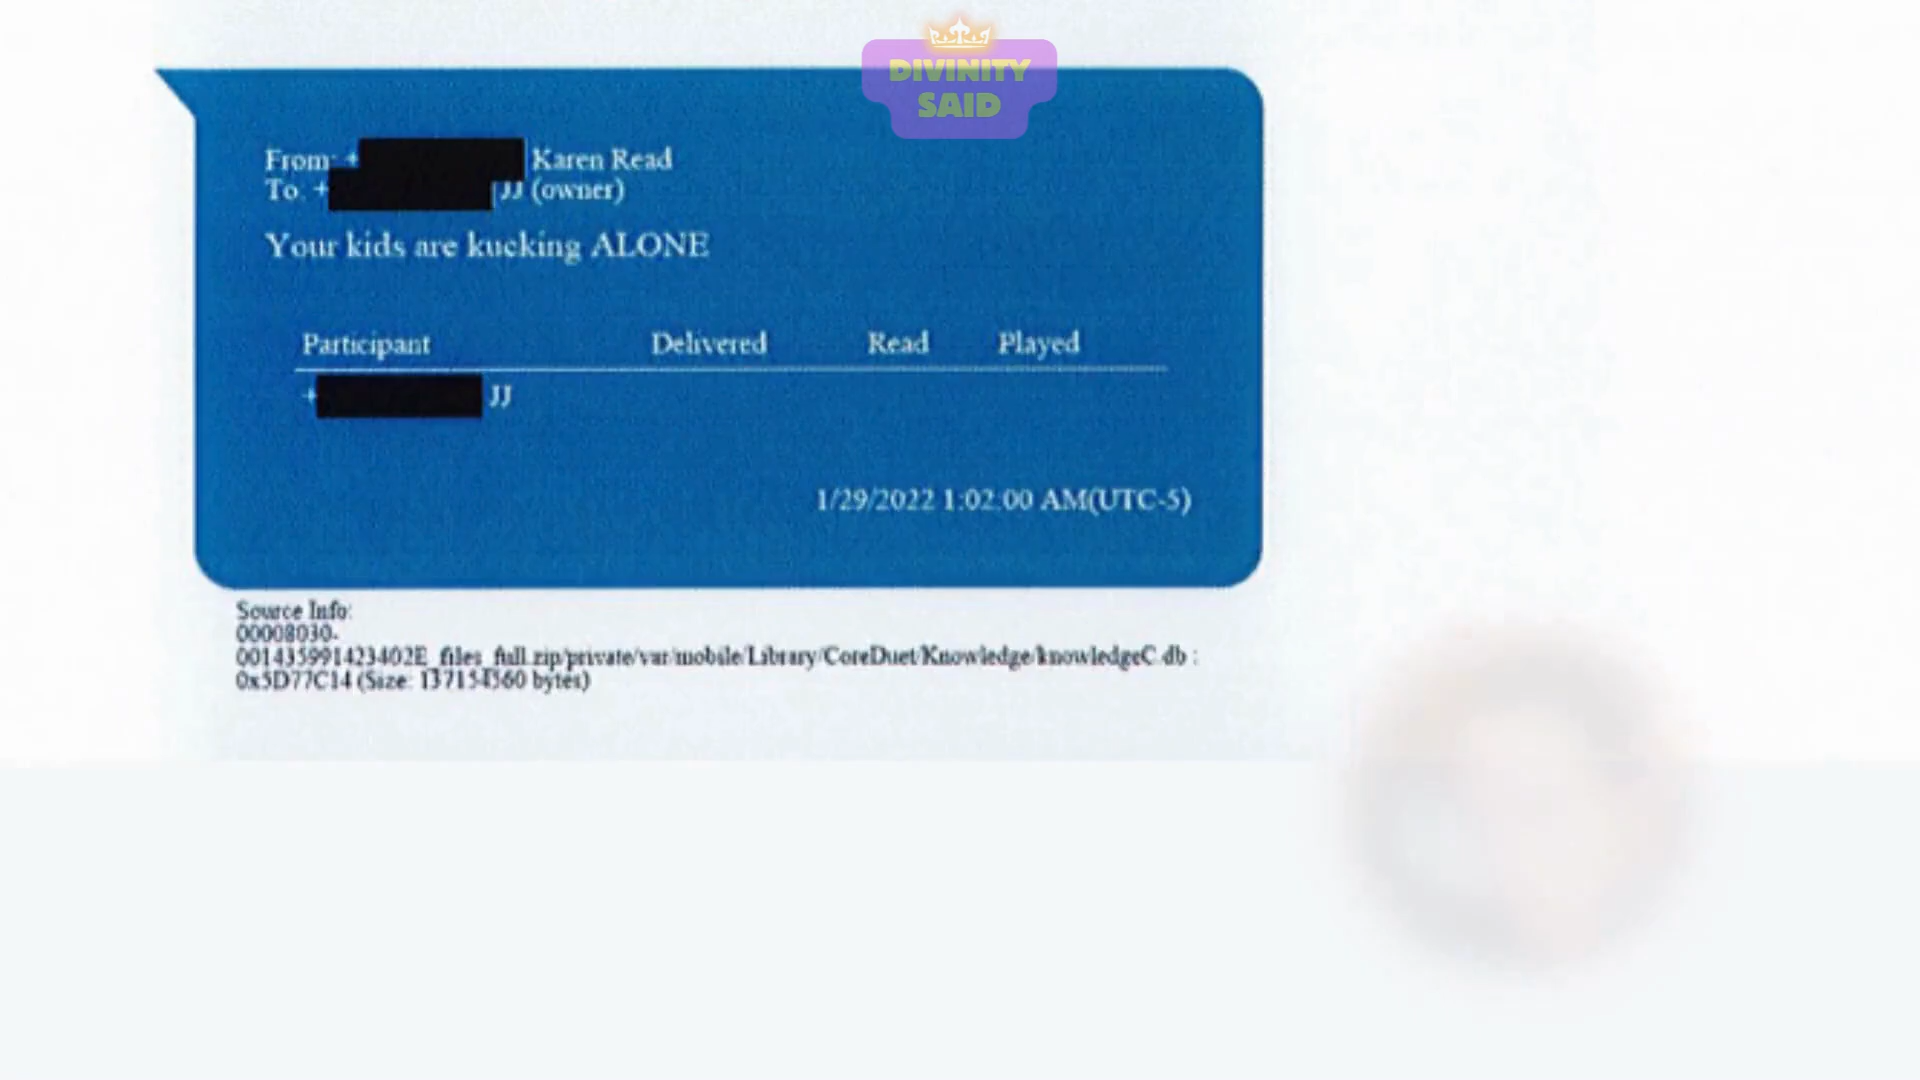 DIVINITY
SAID
From: + Karen Read
To: + JJ (owner)
Your kids are kucking ALONE
Participant Delivered Read Played
+ JJ
1/29/2022 1:02:00 AM(UTC-5)
Source Info:
00008030-
001435991423402E_files_full.zip/private/var/mobile/Library/CoreDuet/Knowledge/knowledgeC.db :
0x5D77C14 (Size: 137154560 bytes)